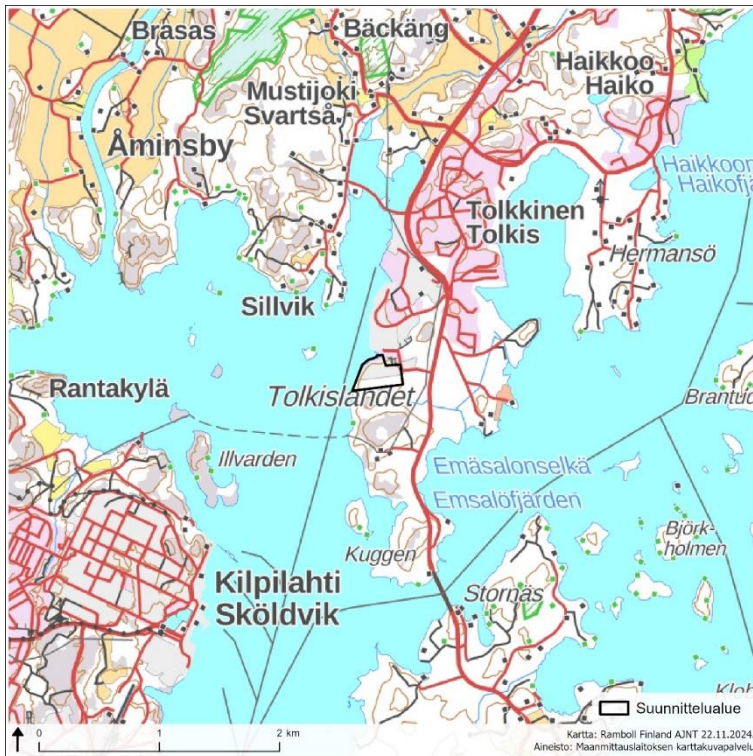 Bräsas
Bäckäng
Haikkoo
Haiko
Mustijoki
Svartså
Åminsby
Haikkoon
Haikofj
Tolkkinen
Tolkis
Hermansö
Sillvik
Rantakylä
Tolkislandet
Brantud
Illvarden
Emäsalonselkä
Emsalöfjärden
Björk-
holmen
Kuggen
Kilpilahti
Sköldvik
Stornäs
Klob
Suunnittelualue
0 1 2 km
Kartta: Ramboll Finland AJNT 22.11.2024
Aineisto: Maanmittauslaitoksen karttakuvapalvel